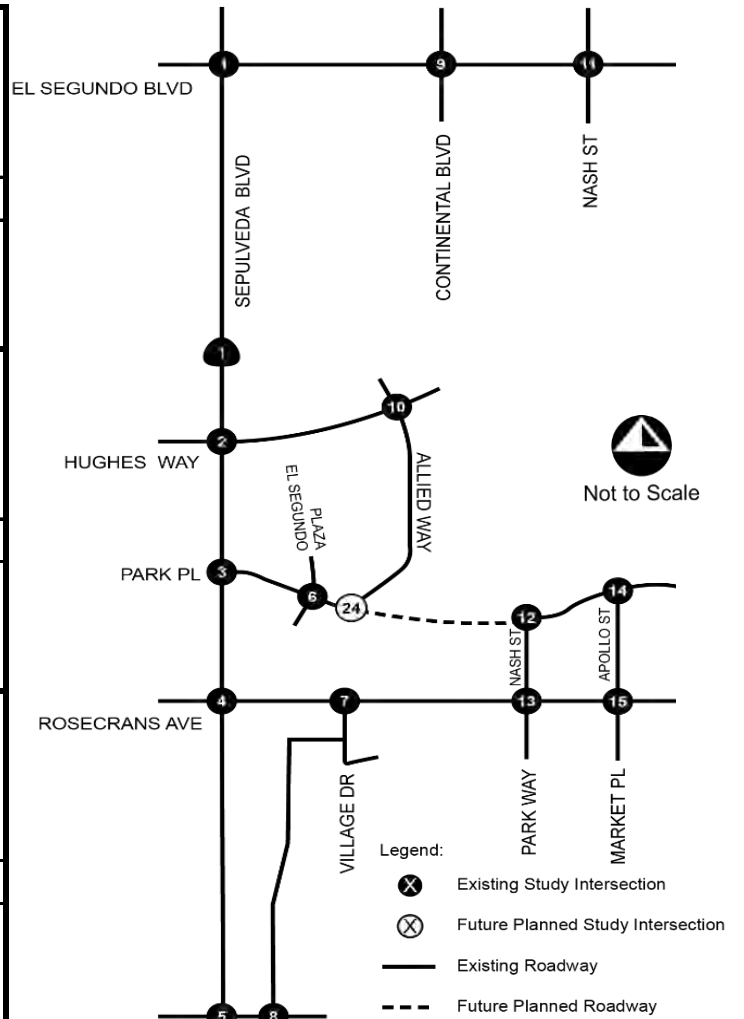 1
9
11
EL SEGUNDO BLVD
SEPULVEDA BLVD
CONTINENTAL BLVD
NASH ST
1
10
2
HUGHES WAY
ALLIED WAY
PLAZA
EL SEGUNDO
Not to Scale
PARK PL
3
6
24
12
14
NASH ST
APOLLO ST
4
7
13
15
ROSECRANS AVE
VILLAGE DR
PARK WAY
MARKET PL
Legend:
X Existing Study Intersection
X Future Planned Study Intersection
Existing Roadway
Future Planned Roadway
5
8